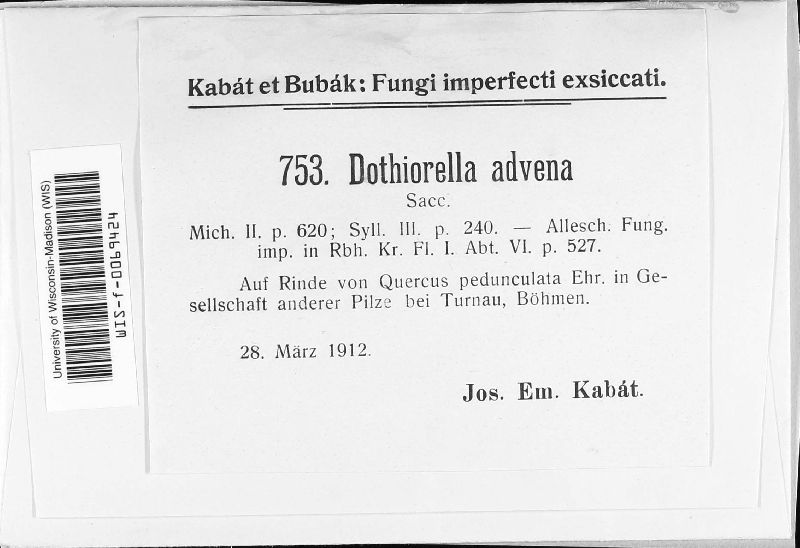 Kabát et Bubák: Fungi imperfecti exsiccati.
753. Dothiorella advena
Sacc.
Mich. II. p. 620; Syll. III. p. 240. — Allesch. Fung.
imp. in Rbh. Kr. Fl. I. Abt. VI. p. 527.
Auf Rinde von Quercus pedunculata Ehr. in Ge-
sellschaft anderer Pilze bei Turnau, Böhmen.
28. März 1912.
Jos. Em. Kabát.
University of Wisconsin-Madison (WIS)
WIS-f-0069424